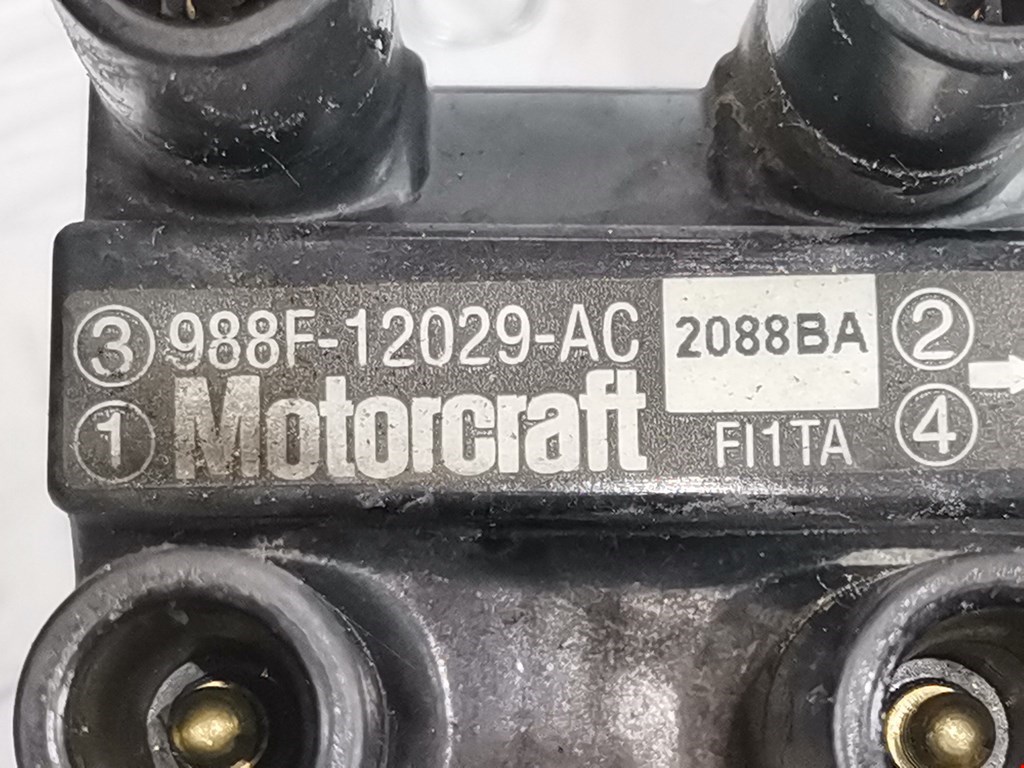 ③ 988F-12029-AC 2088BA ②
① Motorcraft FI1TA ④